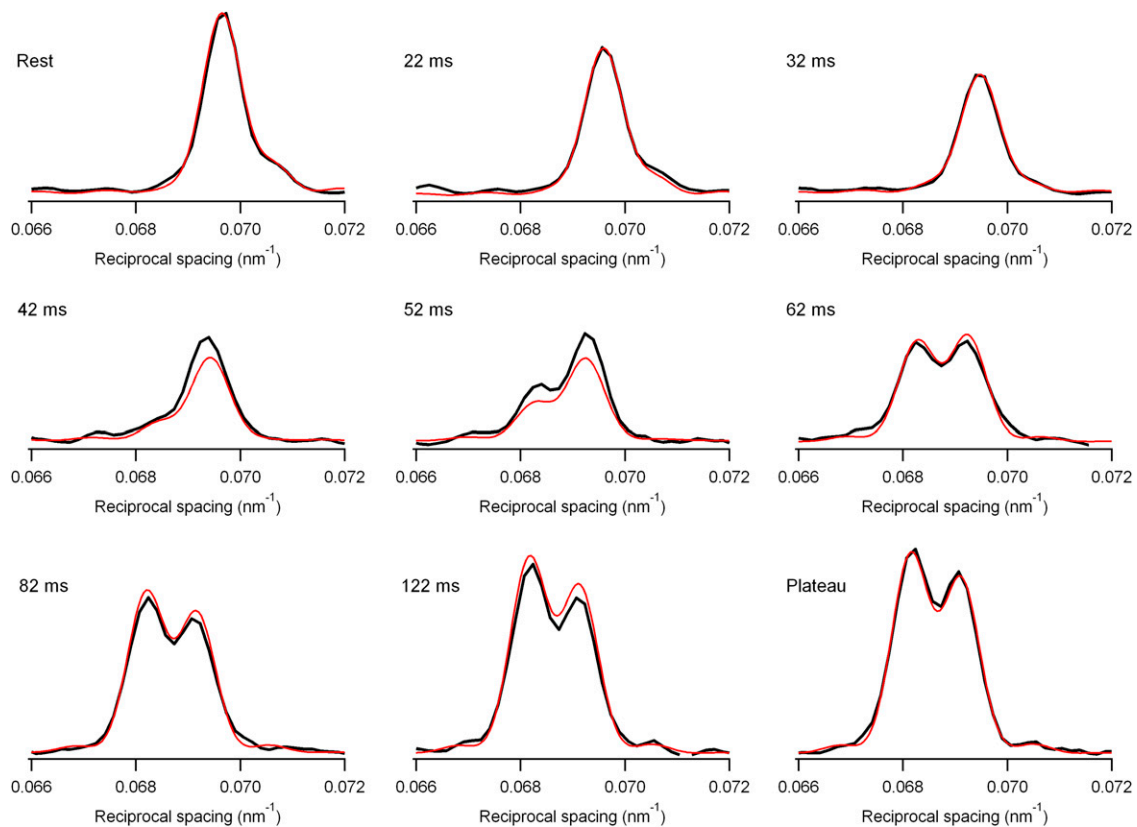 Rest
22 ms
32 ms
0.066 0.068 0.070 0.072 0.066 0.068 0.070 0.072 0.066 0.068 0.070 0.072
Reciprocal spacing (nm⁻¹) Reciprocal spacing (nm⁻¹) Reciprocal spacing (nm⁻¹)
42 ms
52 ms
62 ms
0.066 0.068 0.070 0.072 0.066 0.068 0.070 0.072 0.066 0.068 0.070 0.072
Reciprocal spacing (nm⁻¹) Reciprocal spacing (nm⁻¹) Reciprocal spacing (nm⁻¹)
82 ms
122 ms
Plateau
0.066 0.068 0.070 0.072 0.066 0.068 0.070 0.072 0.066 0.068 0.070 0.072
Reciprocal spacing (nm⁻¹) Reciprocal spacing (nm⁻¹) Reciprocal spacing (nm⁻¹)